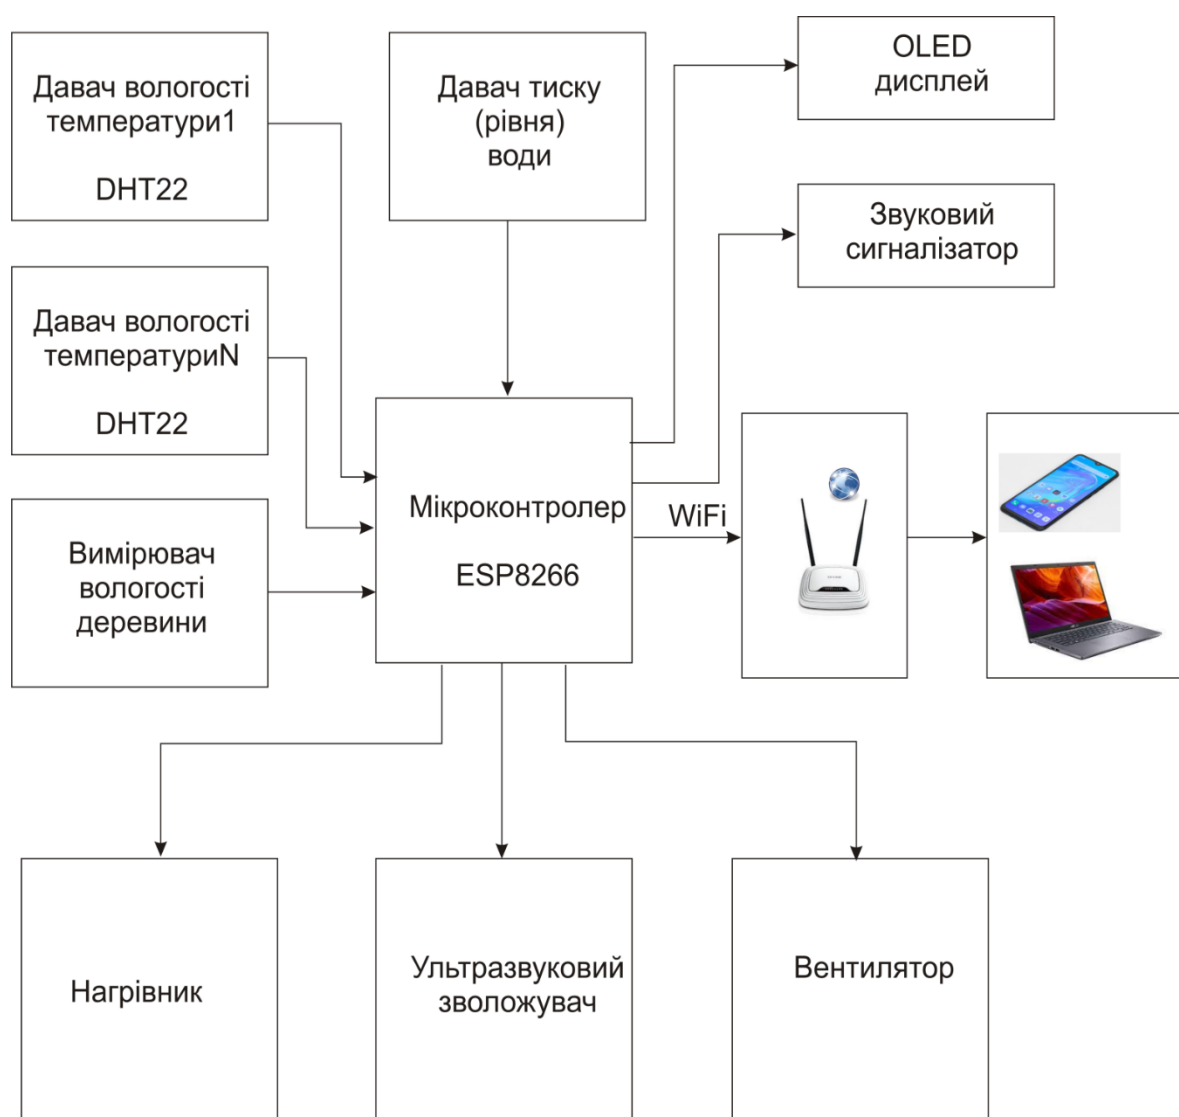 Давач вологості
температури1
DHT22
Давач тиску
(рівня)
води
OLED
дисплей
Звуковий
сигналізатор
Давач вологості
температуриN
DHT22
Вимірювач
вологості
деревини
Мікроконтролер
ESP8266
WiFi
Нагрівник
Ультразвуковий
зволожувач
Вентилятор